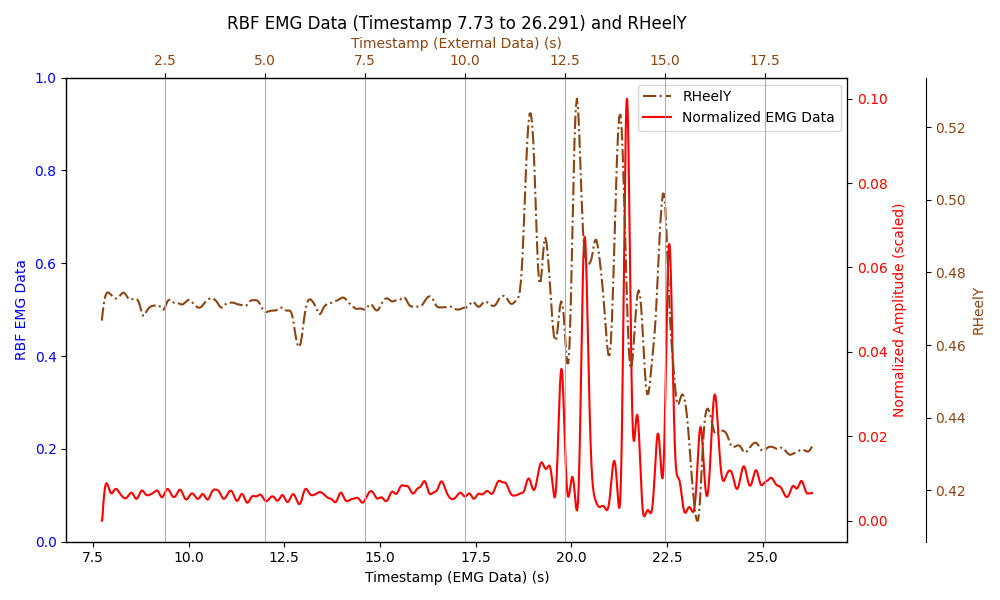 RBF EMG Data (Timestamp 7.73 to 26.291) and RHeelY
Timestamp (External Data) (s)
2.5 5.0 7.5 10.0 12.5 15.0 17.5
RHeelY
Normalized EMG Data
1.0
0.8
0.6
0.4
0.2
0.0
RBF EMG Data
0.10
0.08
0.06
0.04
0.02
0.00
Normalized Amplitude (scaled)
0.52
0.50
0.48
0.46
0.44
0.42
RHeelY
7.5 10.0 12.5 15.0 17.5 20.0 22.5 25.0
Timestamp (EMG Data) (s)